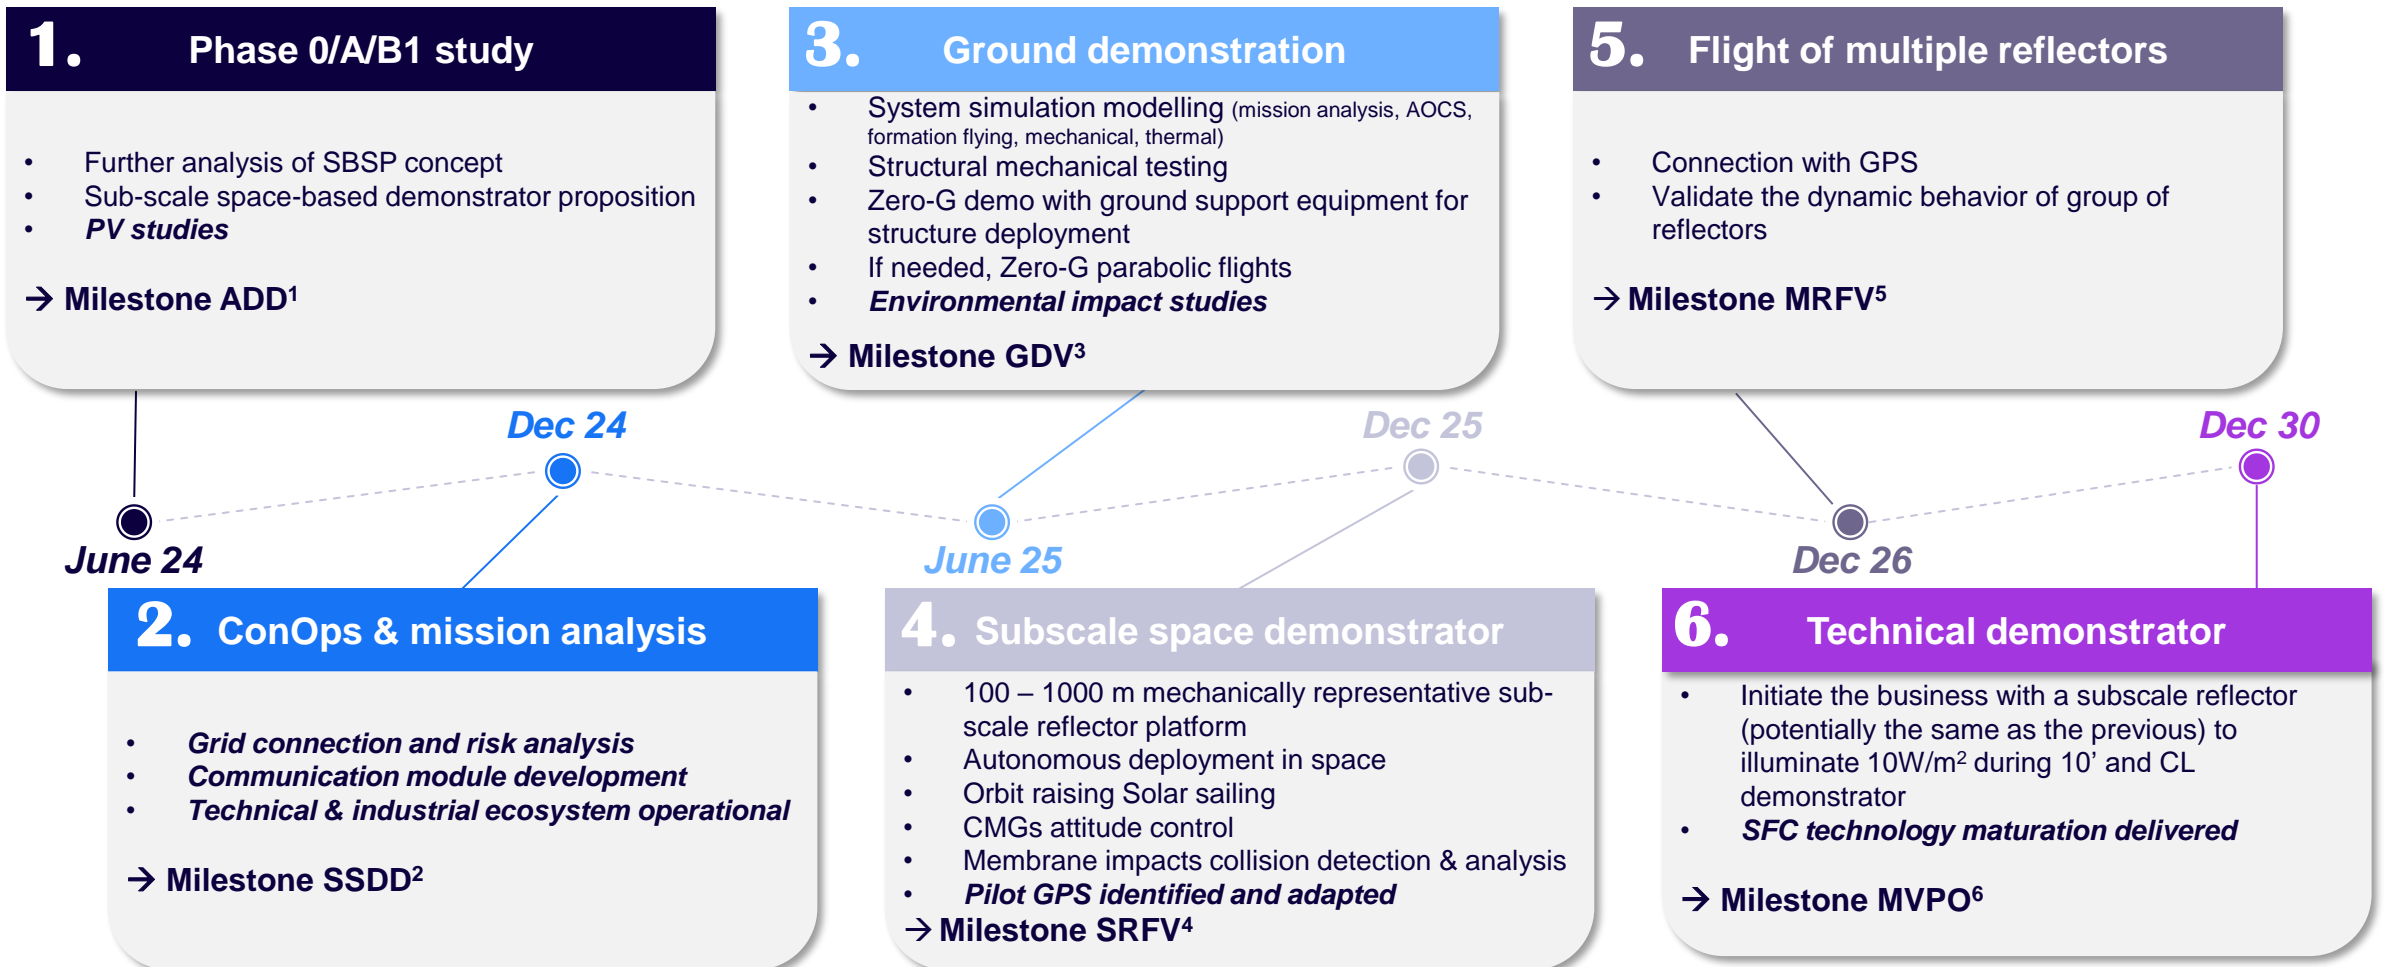 1. Phase 0/A/B1 study
• Further analysis of SBSP concept
• Sub-scale space-based demonstrator proposition
• PV studies
→ Milestone ADD¹
3. Ground demonstration
• System simulation modelling (mission analysis, AOCS,
formation flying, mechanical, thermal)
• Structural mechanical testing
• Zero-G demo with ground support equipment for
structure deployment
• If needed, Zero-G parabolic flights
• Environmental impact studies
→ Milestone GDV³
5. Flight of multiple reflectors
• Connection with GPS
• Validate the dynamic behavior of group of
reflectors
→ Milestone MRFV⁵
Dec 24
Dec 25
Dec 30
June 24
June 25
Dec 26
2. ConOps & mission analysis
• Grid connection and risk analysis
• Communication module development
• Technical & industrial ecosystem operational
→ Milestone SSDD²
4. Subscale space demonstrator
• 100 – 1000 m mechanically representative sub-
scale reflector platform
• Autonomous deployment in space
• Orbit raising Solar sailing
• CMGs attitude control
• Membrane impacts collision detection & analysis
• Pilot GPS identified and adapted
→ Milestone SRFV⁴
6. Technical demonstrator
• Initiate the business with a subscale reflector
(potentially the same as the previous) to
illuminate 10W/m² during 10’ and CL
demonstrator
• SFC technology maturation delivered
→ Milestone MVPO⁶